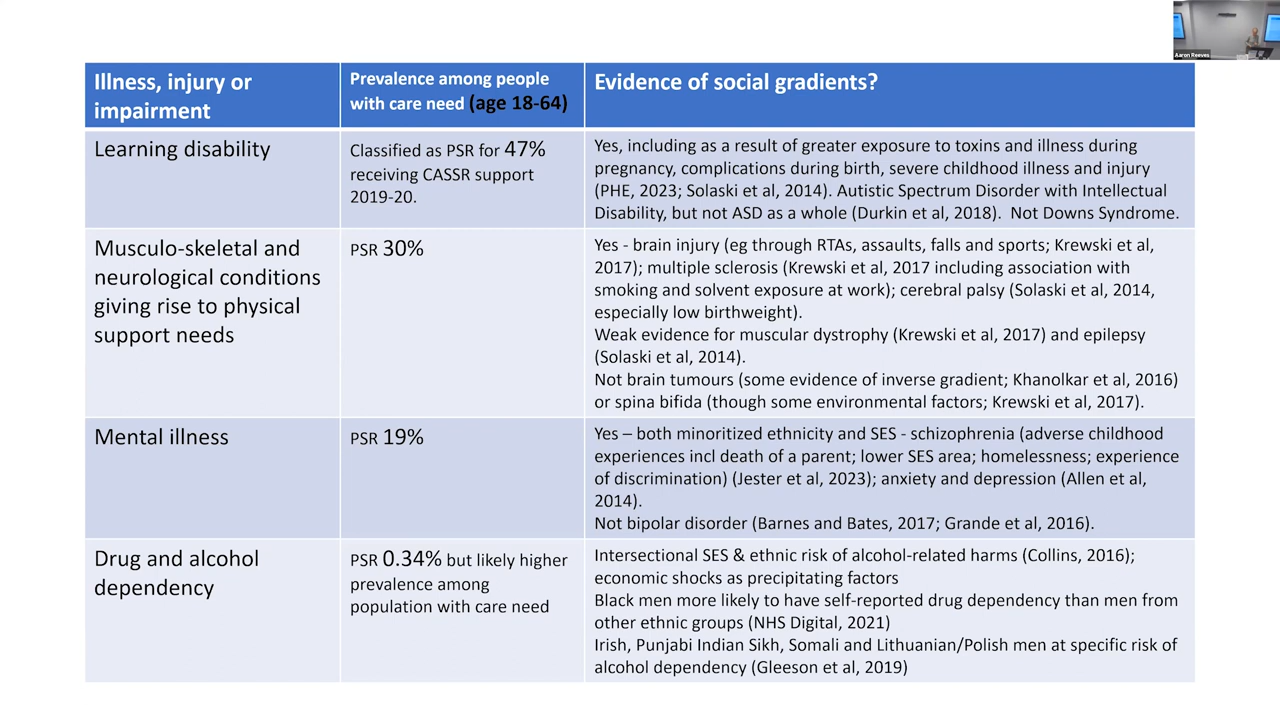 Aaron Reeves
Illness, injury or
impairment
Prevalence among people
with care need (age 18-64)
Evidence of social gradients?
Learning disability
Classified as PSR for 47%
receiving CASSR support
2019-20.
Yes, including as a result of greater exposure to toxins and illness during
pregnancy, complications during birth, severe childhood illness and injury
(PHE, 2023; Solaski et al, 2014). Autistic Spectrum Disorder with Intellectual
Disability, but not ASD as a whole (Durkin et al, 2018).  Not Downs Syndrome.
Musculo-skeletal and
neurological conditions
giving rise to physical
support needs
PSR 30%
Yes - brain injury (eg through RTAs, assaults, falls and sports; Krewski et al,
2017); multiple sclerosis (Krewski et al, 2017 including association with
smoking and solvent exposure at work); cerebral palsy (Solaski et al, 2014,
especially low birthweight).
Weak evidence for muscular dystrophy (Krewski et al, 2017) and epilepsy
(Solaski et al, 2014).
Not brain tumours (some evidence of inverse gradient; Khanolkar et al, 2016)
or spina bifida (though some environmental factors; Krewski et al, 2017).
Mental illness
PSR 19%
Yes – both minoritized ethnicity and SES - schizophrenia (adverse childhood
experiences incl death of a parent; lower SES area; homelessness; experience
of discrimination) (Jester et al, 2023); anxiety and depression (Allen et al,
2014).
Not bipolar disorder (Barnes and Bates, 2017; Grande et al, 2016).
Drug and alcohol
dependency
PSR 0.34% but likely higher
prevalence among
population with care need
Intersectional SES & ethnic risk of alcohol-related harms (Collins, 2016);
economic shocks as precipitating factors
Black men more likely to have self-reported drug dependency than men from
other ethnic groups (NHS Digital, 2021)
Irish, Punjabi Indian Sikh, Somali and Lithuanian/Polish men at specific risk of
alcohol dependency (Gleeson et al, 2019)